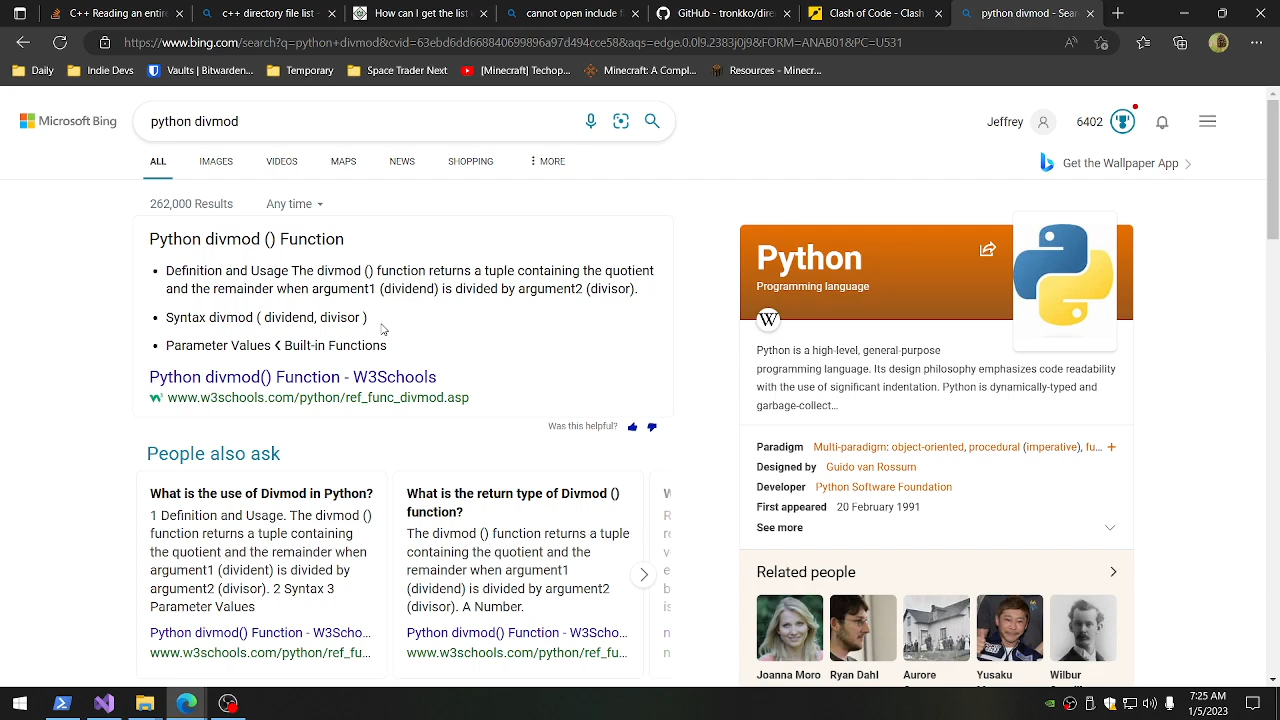 Reading an entire
c++ directory file list
How can I get the list
cannot open include f
GitHub - tronkko/dire
Clash of Code - Clash
python divmod - Sear
https://www.bing.com/search?q=python+divmod&cvid=63ebd6dd668840699896a97d494cce58&aqs=edge.0.0l9.2383j0j9&FORM=ANAB01&PC=U531
Daily
Indie Devs
Vaults | Bitwarden...
Temporary
Space Trader Next
[Minecraft] Techop...
Minecraft: A Compl...
Resources - Minecr...
Microsoft Bing
python divmod
Jeffrey
6402
ALL
IMAGES
VIDEOS
MAPS
NEWS
SHOPPING
MORE
Get the Wallpaper App
262,000 Results
Any time
Python divmod () Function
• Definition and Usage The divmod () function returns a tuple containing the quotient
and the remainder when argument1 (dividend) is divided by argument2 (divisor).
• Syntax divmod ( dividend, divisor )
• Parameter Values ❮ Built-in Functions
Python divmod() Function - W3Schools
www.w3schools.com/python/ref_func_divmod.asp
Was this helpful?
People also ask
What is the use of Divmod in Python?
1 Definition and Usage. The divmod ()
function returns a tuple containing
the quotient and the remainder when
argument1 (divident) is divided by
argument2 (divisor). 2 Syntax 3
Parameter Values
Python divmod() Function - W3Scho...
www.w3schools.com/python/ref_fu...
What is the return type of Divmod ()
function?
The divmod () function returns a tuple
containing the quotient and the
remainder when argument1
(dividend) is divided by argument2
(divisor). A Number.
Python divmod() Function - W3Scho...
www.w3schools.com/python/ref_fu...
Python
Programming language
W
Python is a high-level, general-purpose
programming language. Its design philosophy emphasizes code readability
with the use of significant indentation. Python is dynamically-typed and
garbage-collect...
Paradigm Multi-paradigm: object-oriented, procedural (imperative), fu... +
Designed by Guido van Rossum
Developer Python Software Foundation
First appeared 20 February 1991
See more
Related people
Joanna Moro
Ryan Dahl
Aurore
Yusaku
Wilbur
7:25 AM
1/5/2023